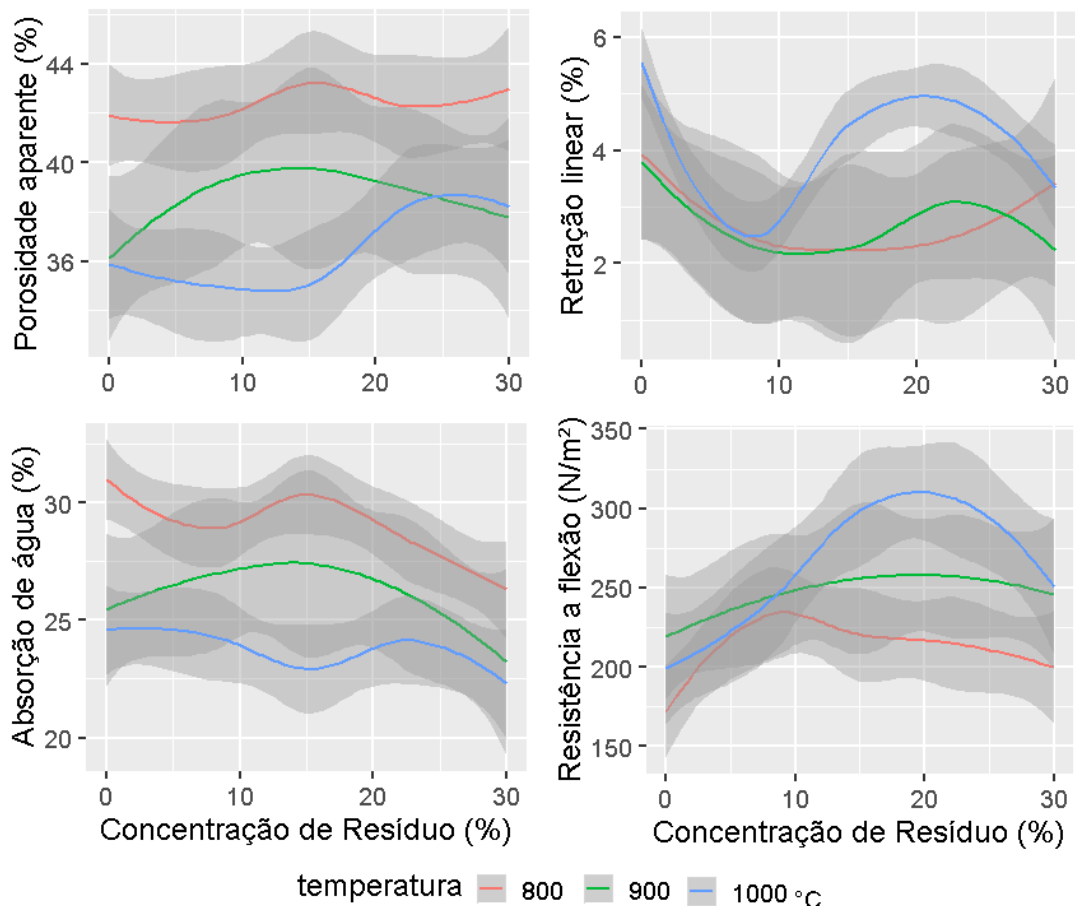 Porosidade aparente (%)
44
40
36
0 10 20 30
Retração linear (%)
6
4
2
0 10 20 30
Absorção de água (%)
30
25
20
0 10 20 30
Concentração de Resíduo (%)
Resistência a flexão (N/m²)
350
300
250
200
150
0 10 20 30
Concentração de Resíduo (%)
temperatura 800 900 1000 °C